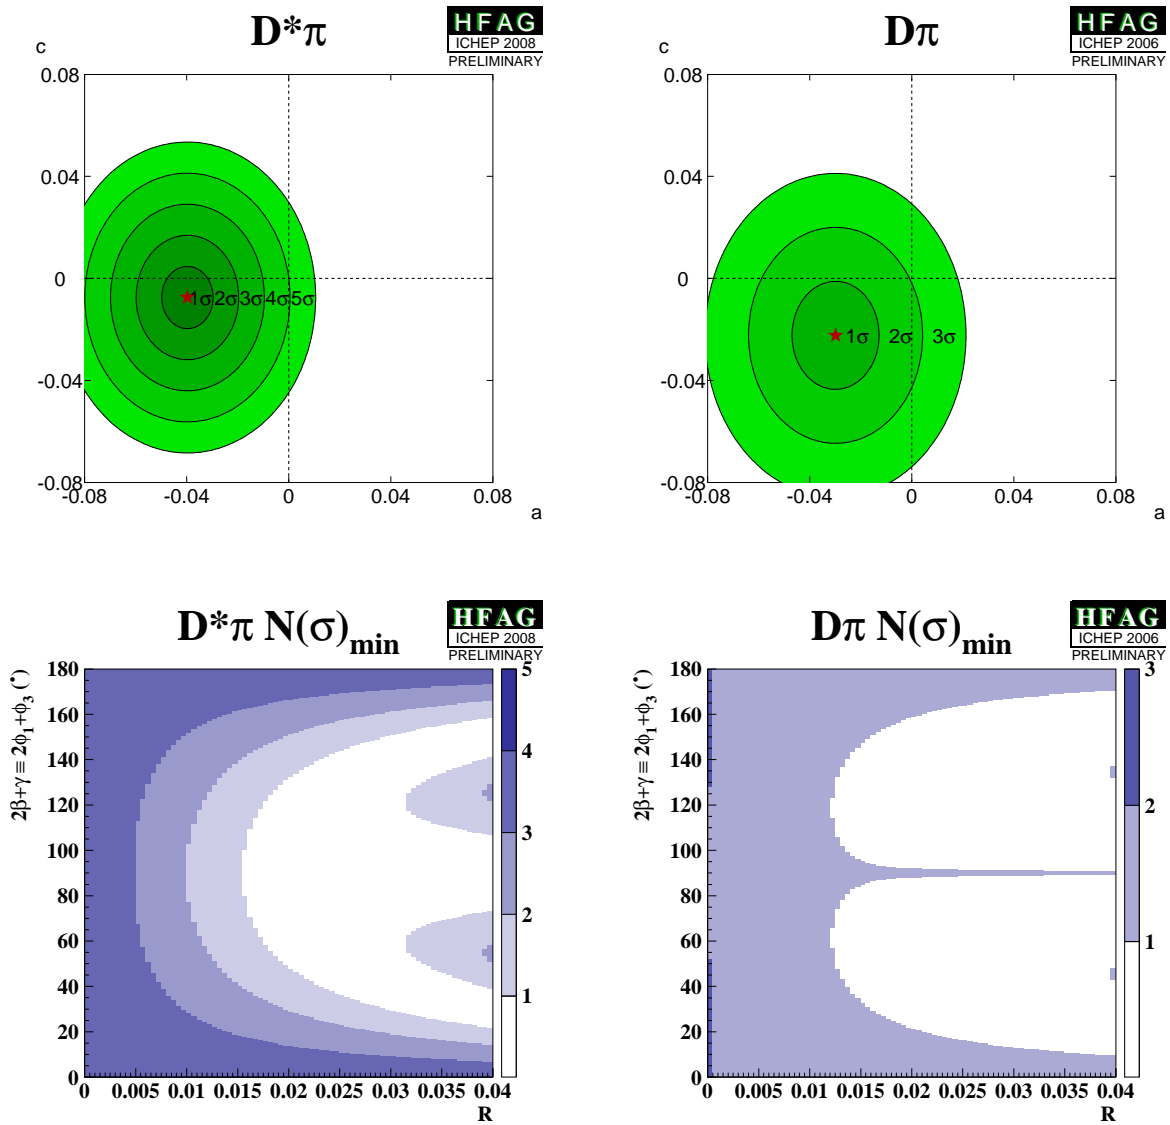 D*π
HFAG
ICHEP 2008
PRELIMINARY
c
0.08
0.04
0
-0.04
-0.08
1σ 2σ 3σ 4σ 5σ
-0.08 -0.04 0 0.04 0.08
a
Dπ
HFAG
ICHEP 2006
PRELIMINARY
c
0.08
0.04
0
-0.04
-0.08
1σ 2σ 3σ
-0.08 -0.04 0 0.04 0.08
a
D*π N(σ)min
HFAG
ICHEP 2008
PRELIMINARY
2β+γ ≡ 2φ1+φ3 (°)
180
160
140
120
100
80
60
40
20
0
0 0.005 0.01 0.015 0.02 0.025 0.03 0.035 0.04
R
5
4
3
2
1
Dπ N(σ)min
HFAG
ICHEP 2006
PRELIMINARY
2β+γ ≡ 2φ1+φ3 (°)
180
160
140
120
100
80
60
40
20
0
0 0.005 0.01 0.015 0.02 0.025 0.03 0.035 0.04
R
3
2
1